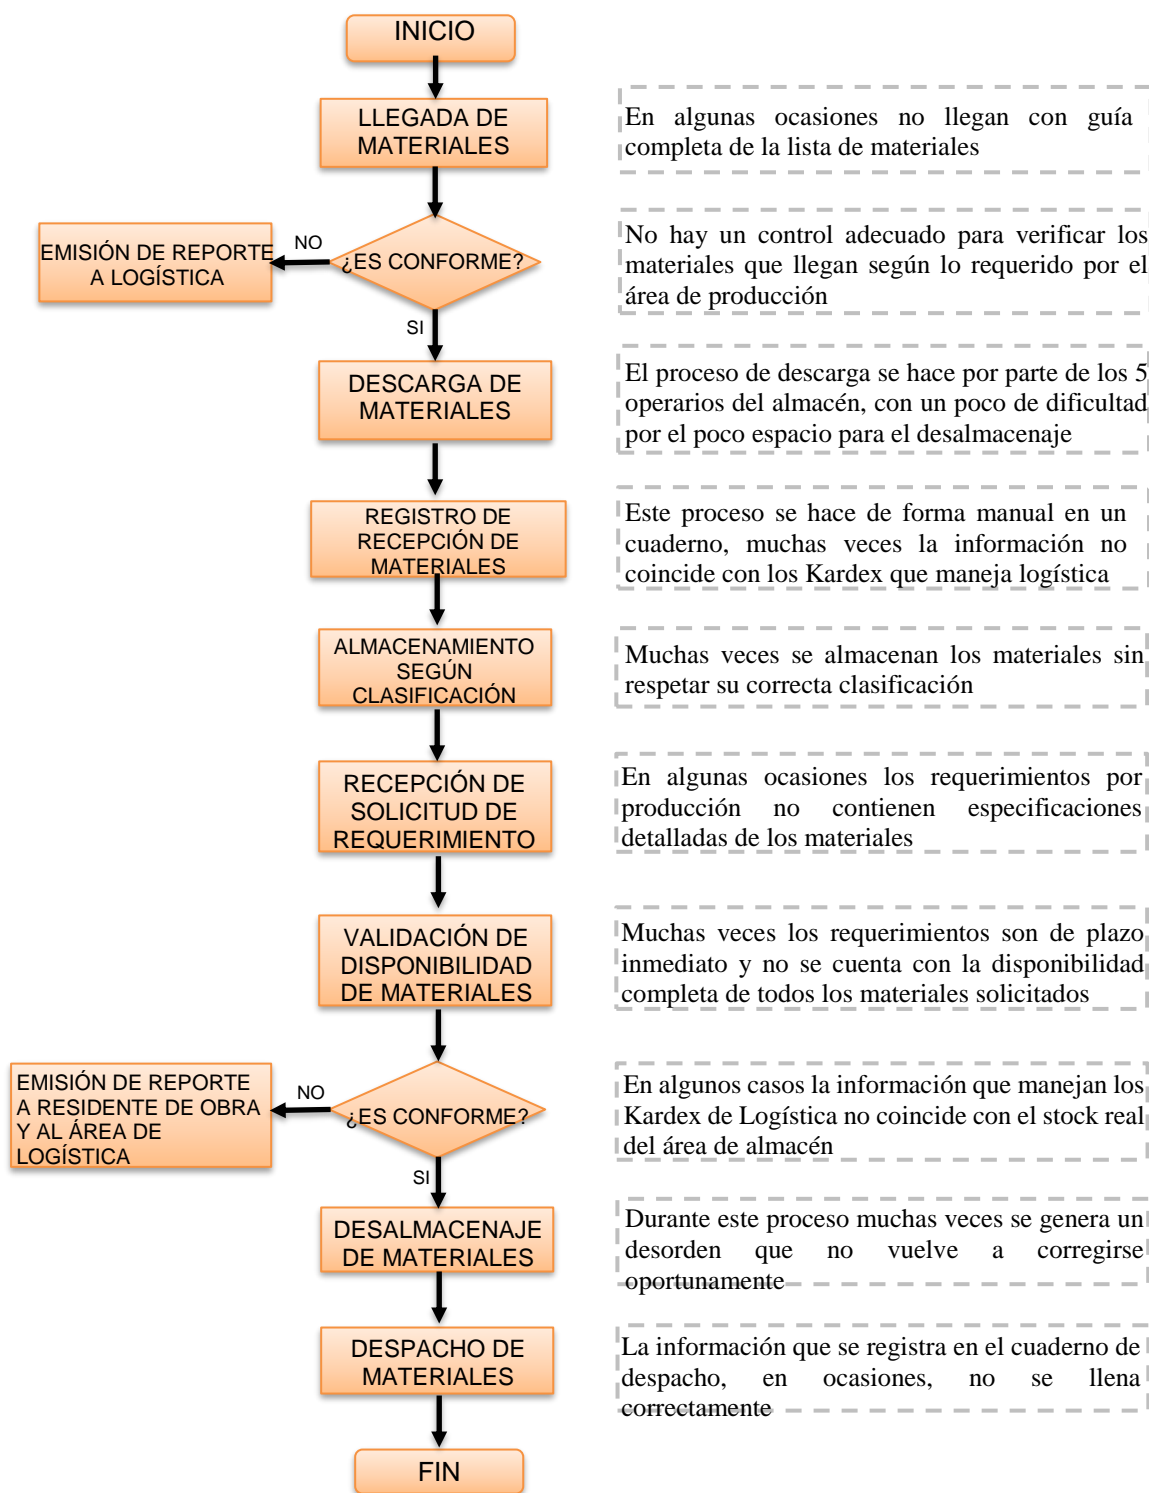 INICIO
LLEGADA DE
MATERIALES
En algunas ocasiones no llegan con guía
completa de la lista de materiales
EMISIÓN DE REPORTE
A LOGÍSTICA
NO
¿ES CONFORME?
SI
No hay un control adecuado para verificar los
materiales que llegan según lo requerido por el
área de producción
DESCARGA DE
MATERIALES
El proceso de descarga se hace por parte de los 5
operarios del almacén, con un poco de dificultad
por el poco espacio para el desalmacenaje
REGISTRO DE
RECEPCIÓN DE
MATERIALES
Este proceso se hace de forma manual en un
cuaderno, muchas veces la información no
coincide con los Kardex que maneja logística
ALMACENAMIENTO
SEGÚN
CLASIFICACIÓN
Muchas veces se almacenan los materiales sin
respetar su correcta clasificación
RECEPCIÓN DE
SOLICITUD DE
REQUERIMIENTO
En algunas ocasiones los requerimientos por
producción no contienen especificaciones
detalladas de los materiales
VALIDACIÓN DE
DISPONIBILIDAD
DE MATERIALES
Muchas veces los requerimientos son de plazo
inmediato y no se cuenta con la disponibilidad
completa de todos los materiales solicitados
EMISIÓN DE REPORTE
A RESIDENTE DE OBRA
Y AL ÁREA DE
LOGÍSTICA
NO
¿ES CONFORME?
SI
En algunos casos la información que manejan los
Kardex de Logística no coincide con el stock real
del área de almacén
DESALMACENAJE
DE MATERIALES
Durante este proceso muchas veces se genera un
desorden que no vuelve a corregirse
oportunamente
DESPACHO DE
MATERIALES
La información que se registra en el cuaderno de
despacho, en ocasiones, no se llena
correctamente
FIN